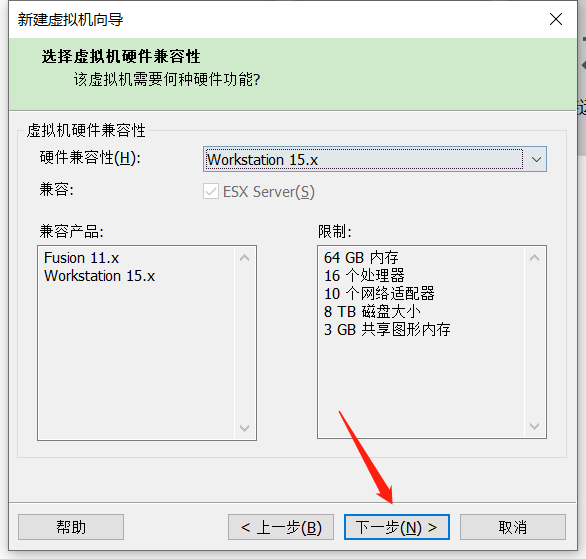 新建虚拟机向导
选择虚拟机硬件兼容性
该虚拟机需要何种硬件功能?
虚拟机硬件兼容性
硬件兼容性(H):
Workstation 15.x
兼容:
ESX Server(S)
兼容产品:
限制:
Fusion 11.x
Workstation 15.x
64 GB 内存
16 个处理器
10 个网络适配器
8 TB 磁盘大小
3 GB 共享图形内存
帮助
< 上一步(B)
下一步(N) >
取消